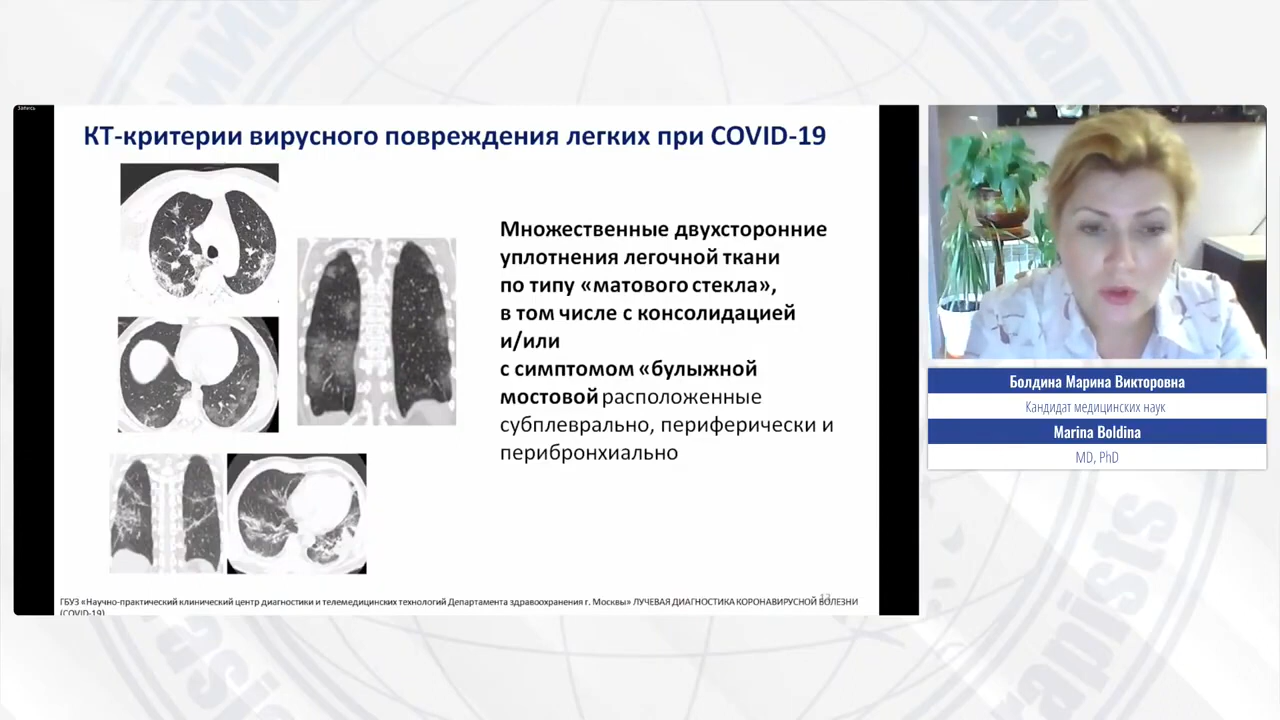 Запись
КТ-критерии вирусного повреждения легких при COVID-19
Множественные двухсторонние
уплотнения легочной ткани
по типу «матового стекла»,
в том числе с консолидацией
и/или
с симптомом «булыжной
мостовой расположенные
субплеврально, периферически и
перибронхиально
ГБУЗ «Научно-практический клинический центр диагностики и телемедицинских технологий Департамента здравоохранения г. Москвы» ЛУЧЕВАЯ ДИАГНОСТИКА КОРОНАВИРУСНОЙ БОЛЕЗНИ
(COVID-19)
Болдина Марина Викторовна
Кандидат медицинских наук
Marina Boldina
MD, PhD